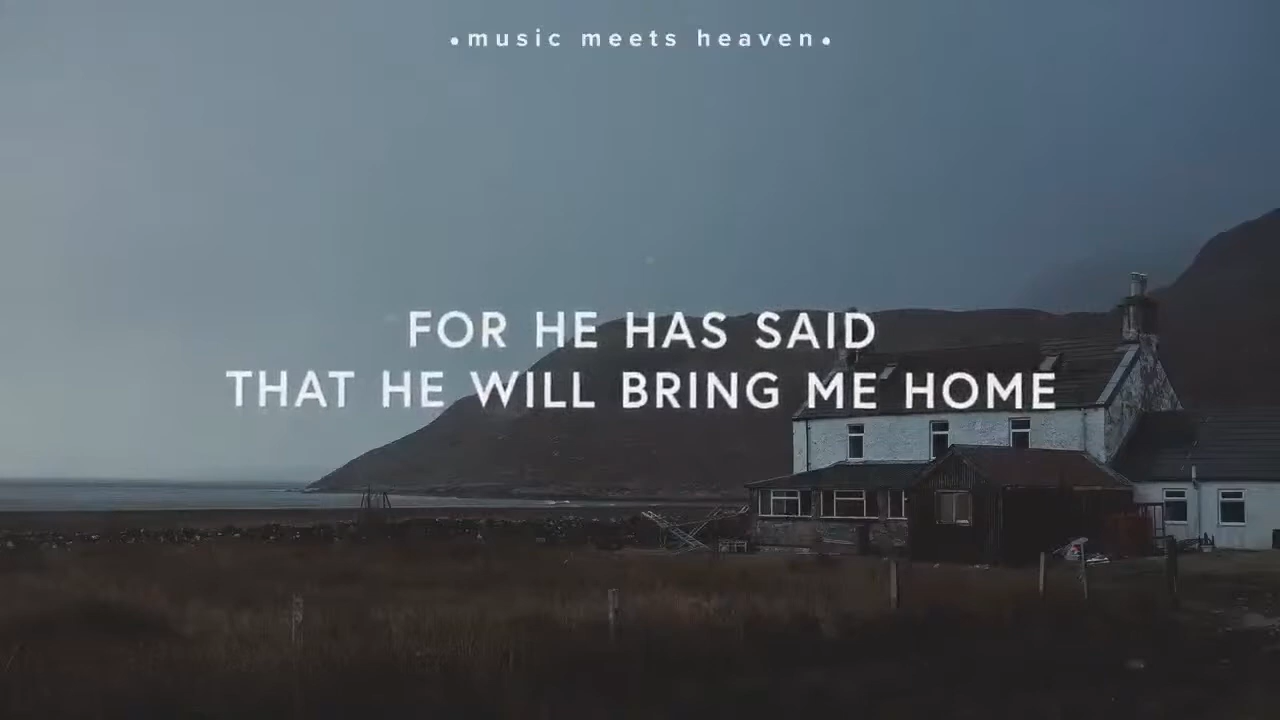 •music meets heaven•
FOR HE HAS SAID
THAT HE WILL BRING ME HOME